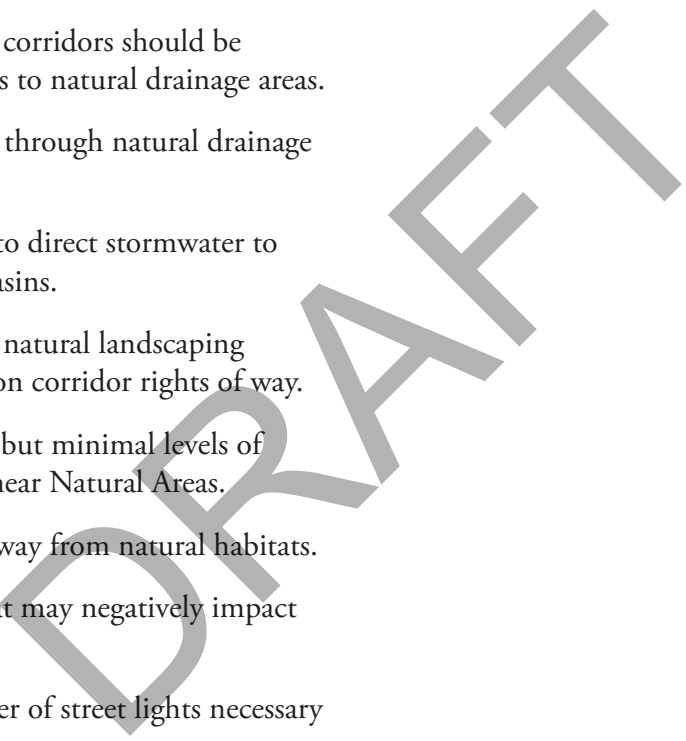 corridors should be
s to natural drainage areas.
through natural drainage
to direct stormwater to
asins.
natural landscaping
on corridor rights of way.
but minimal levels of
near Natural Areas.
way from natural habitats.
at may negatively impact
er of street lights necessary
DRAFT